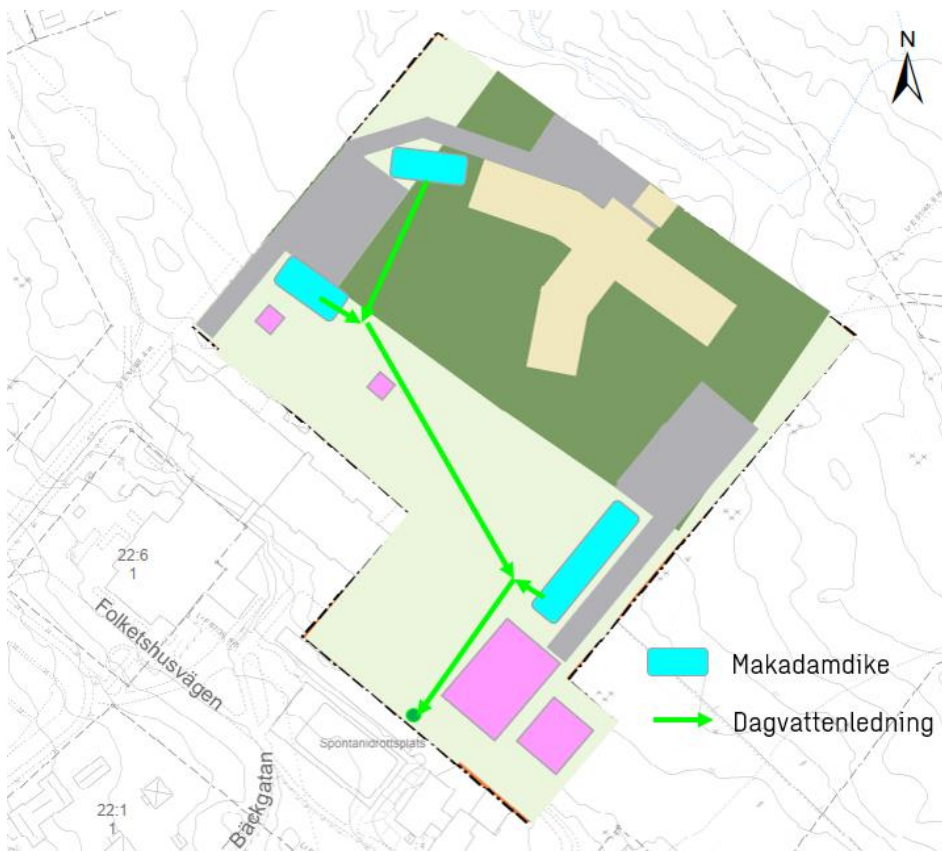 N
22:6
1
Folketshusvägen
Makadamdike
Dagvattenledning
Spontanidrottsplats
Bäckgatan
22:1
1